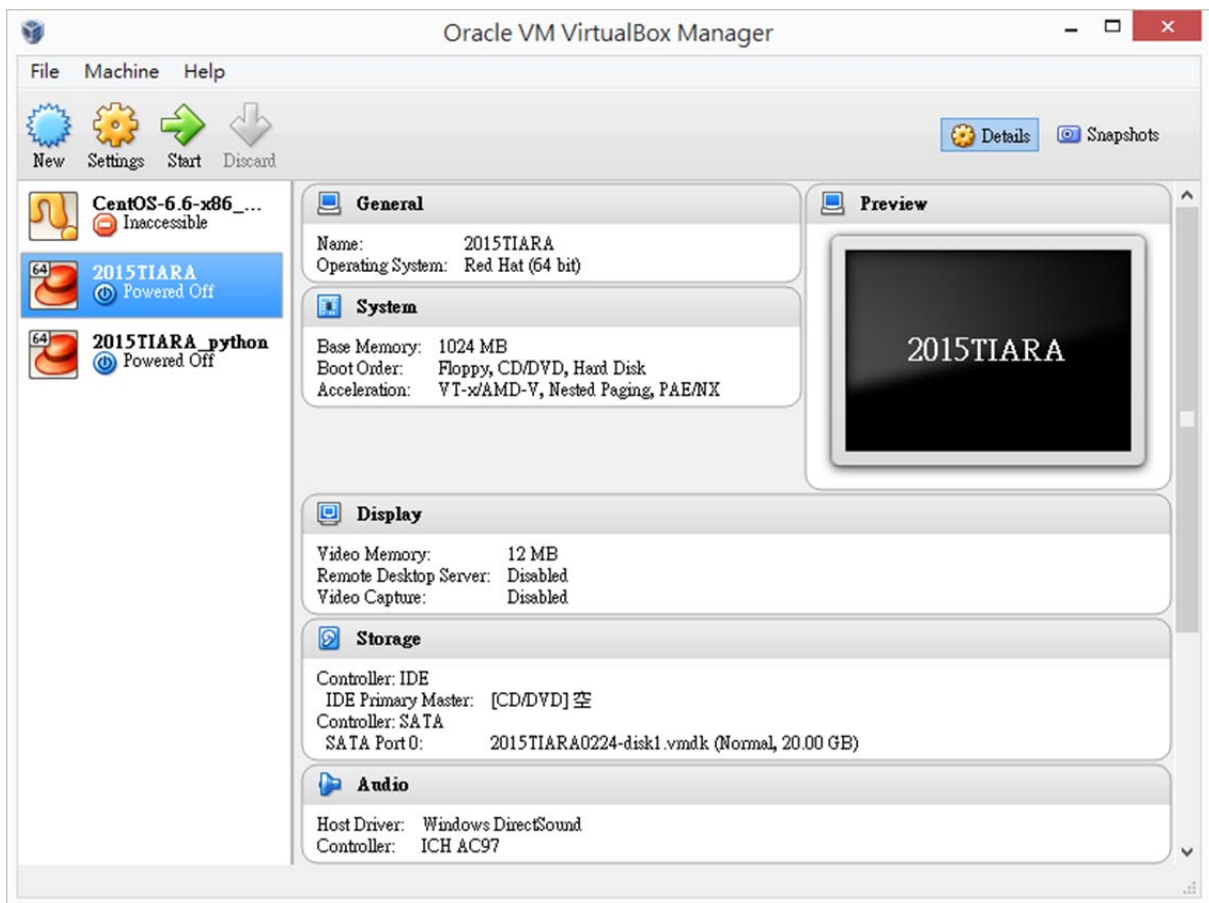 Oracle VM VirtualBox Manager
File Machine Help
New Settings Start Discard
Details Snapshots
CentOS-6.6-x86_...
Inaccessible
64
2015TIARA
Powered Off
64
2015TIARA_python
Powered Off
General
Name: 2015TIARA
Operating System: Red Hat (64 bit)
System
Base Memory: 1024 MB
Boot Order: Floppy, CD/DVD, Hard Disk
Acceleration: VT-x/AMD-V, Nested Paging, PAE/NX
Preview
2015TIARA
Display
Video Memory: 12 MB
Remote Desktop Server: Disabled
Video Capture: Disabled
Storage
Controller: IDE
IDE Primary Master: [CD/DVD] 空
Controller: SATA
SATA Port 0: 2015TIARA0224-disk1.vmdk (Normal, 20.00 GB)
Audio
Host Driver: Windows DirectSound
Controller: ICH AC97